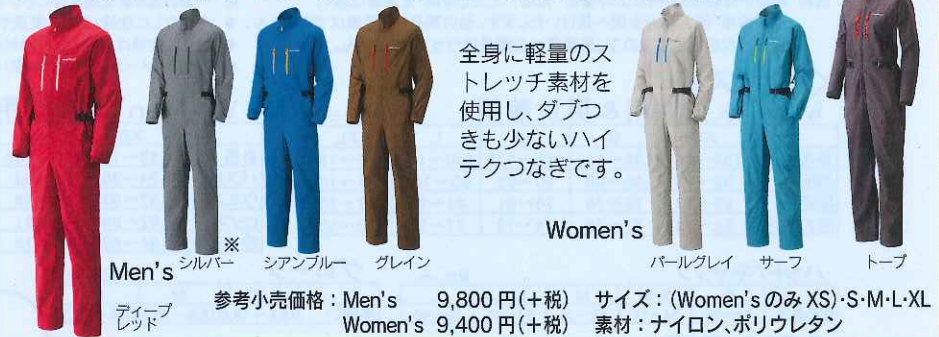 全身に軽量のス
トレッチ素材を
使用し、ダブつ
きも少ないハイ
テクつなぎです。
Men's
ディープ
レッド
シルバー
※
シアンブルー
グレイン
Women's
パールグレイ
サーフ
トープ
参考小売価格：Men's 9,800円(+税) サイズ：(Women'sのみXS)･S･M･L･XL
Women's 9,400円(+税) 素材：ナイロン、ポリウレタン